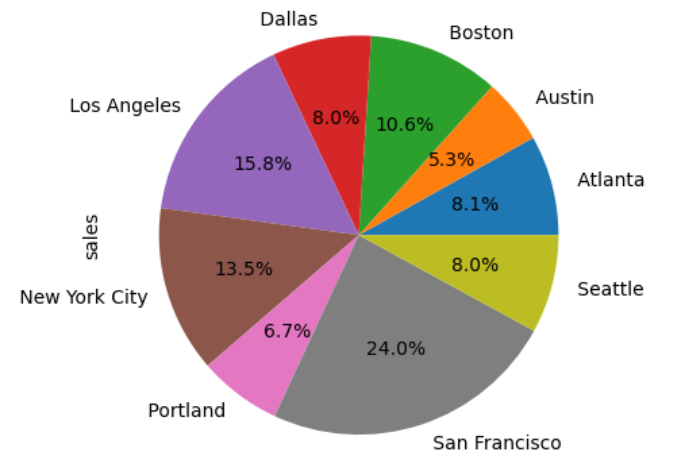 Dallas
Boston
Austin
Los Angeles
8.0%
10.6%
5.3%
15.8%
Atlanta
8.1%
sales
13.5%
8.0%
Seattle
New York City
6.7%
24.0%
Portland
San Francisco